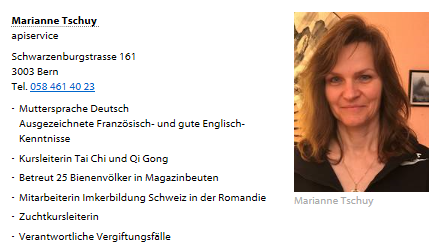 Marianne Tschuy
apiservice
Schwarzenburgstrasse 161
3003 Bern
Tel. 058 461 40 23
- Muttersprache Deutsch
Ausgezeichnete Französisch- und gute Englisch-
Kenntnisse
- Kursleiterin Tai Chi und Qi Gong
- Betreut 25 Bienenvölker in Magazinbeuten
- Mitarbeiterin Imkerbildung Schweiz in der Romandie
- Zuchtkursleiterin
- Verantwortliche Vergiftungsfälle
Marianne Tschuy